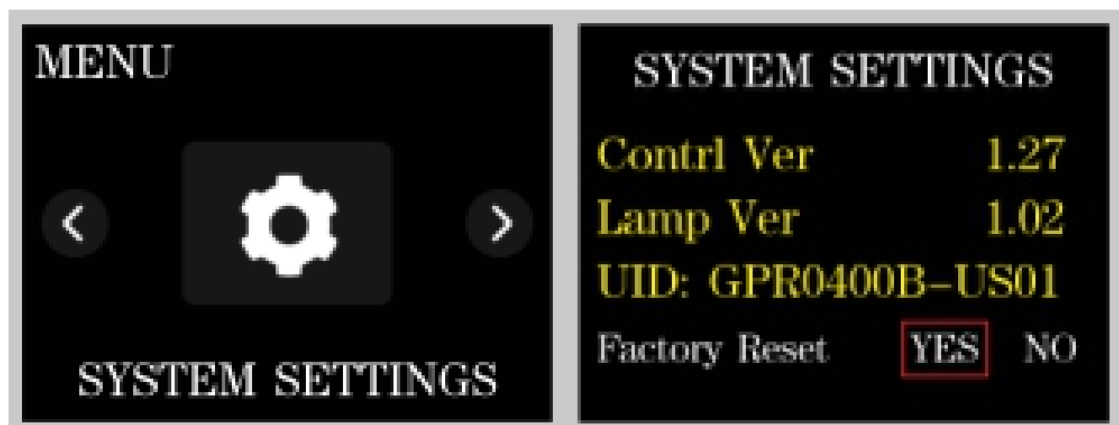 MENU
SYSTEM SETTINGS
SYSTEM SETTINGS
Contrl Ver 1.27
Lamp Ver 1.02
UID: GPR0400B-US01
Factory Reset YES NO